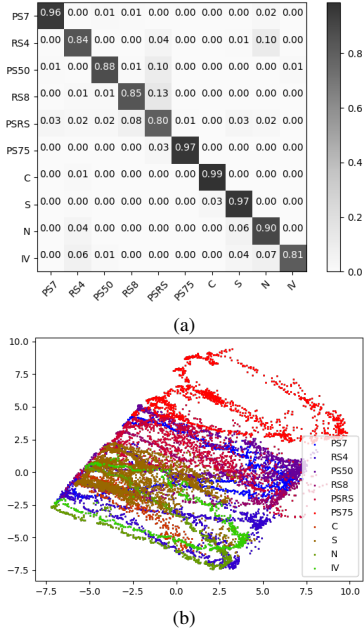 PS7 0.96 0.00 0.01 0.01 0.00 0.00 0.00 0.00 0.02 0.00
RS4 0.00 0.84 0.00 0.00 0.04 0.00 0.00 0.01 0.10 0.00
PS50 0.01 0.00 0.88 0.01 0.10 0.00 0.00 0.00 0.00 0.01
RS8 0.00 0.01 0.01 0.85 0.13 0.00 0.00 0.00 0.00 0.00
PSRS 0.03 0.02 0.02 0.08 0.80 0.01 0.00 0.03 0.02 0.00
PS75 0.00 0.00 0.00 0.00 0.03 0.97 0.00 0.00 0.00 0.00
C 0.00 0.01 0.00 0.00 0.00 0.00 0.99 0.00 0.00 0.00
S 0.00 0.00 0.00 0.00 0.00 0.00 0.03 0.97 0.00 0.00
N 0.00 0.04 0.00 0.00 0.00 0.00 0.00 0.06 0.90 0.00
IV 0.00 0.06 0.01 0.00 0.00 0.00 0.00 0.04 0.07 0.81
PS7 RS4 PS50 RS8 PSRS PS75 C S N IV
0.8
0.6
0.4
0.2
0.0
(a)
10.0
7.5
5.0
2.5
0.0
−2.5
−5.0
−7.5
PS7
RS4
PS50
RS8
PSRS
PS75
C
S
N
IV
−7.5 −5.0 −2.5 0.0 2.5 5.0 7.5 10.0
(b)